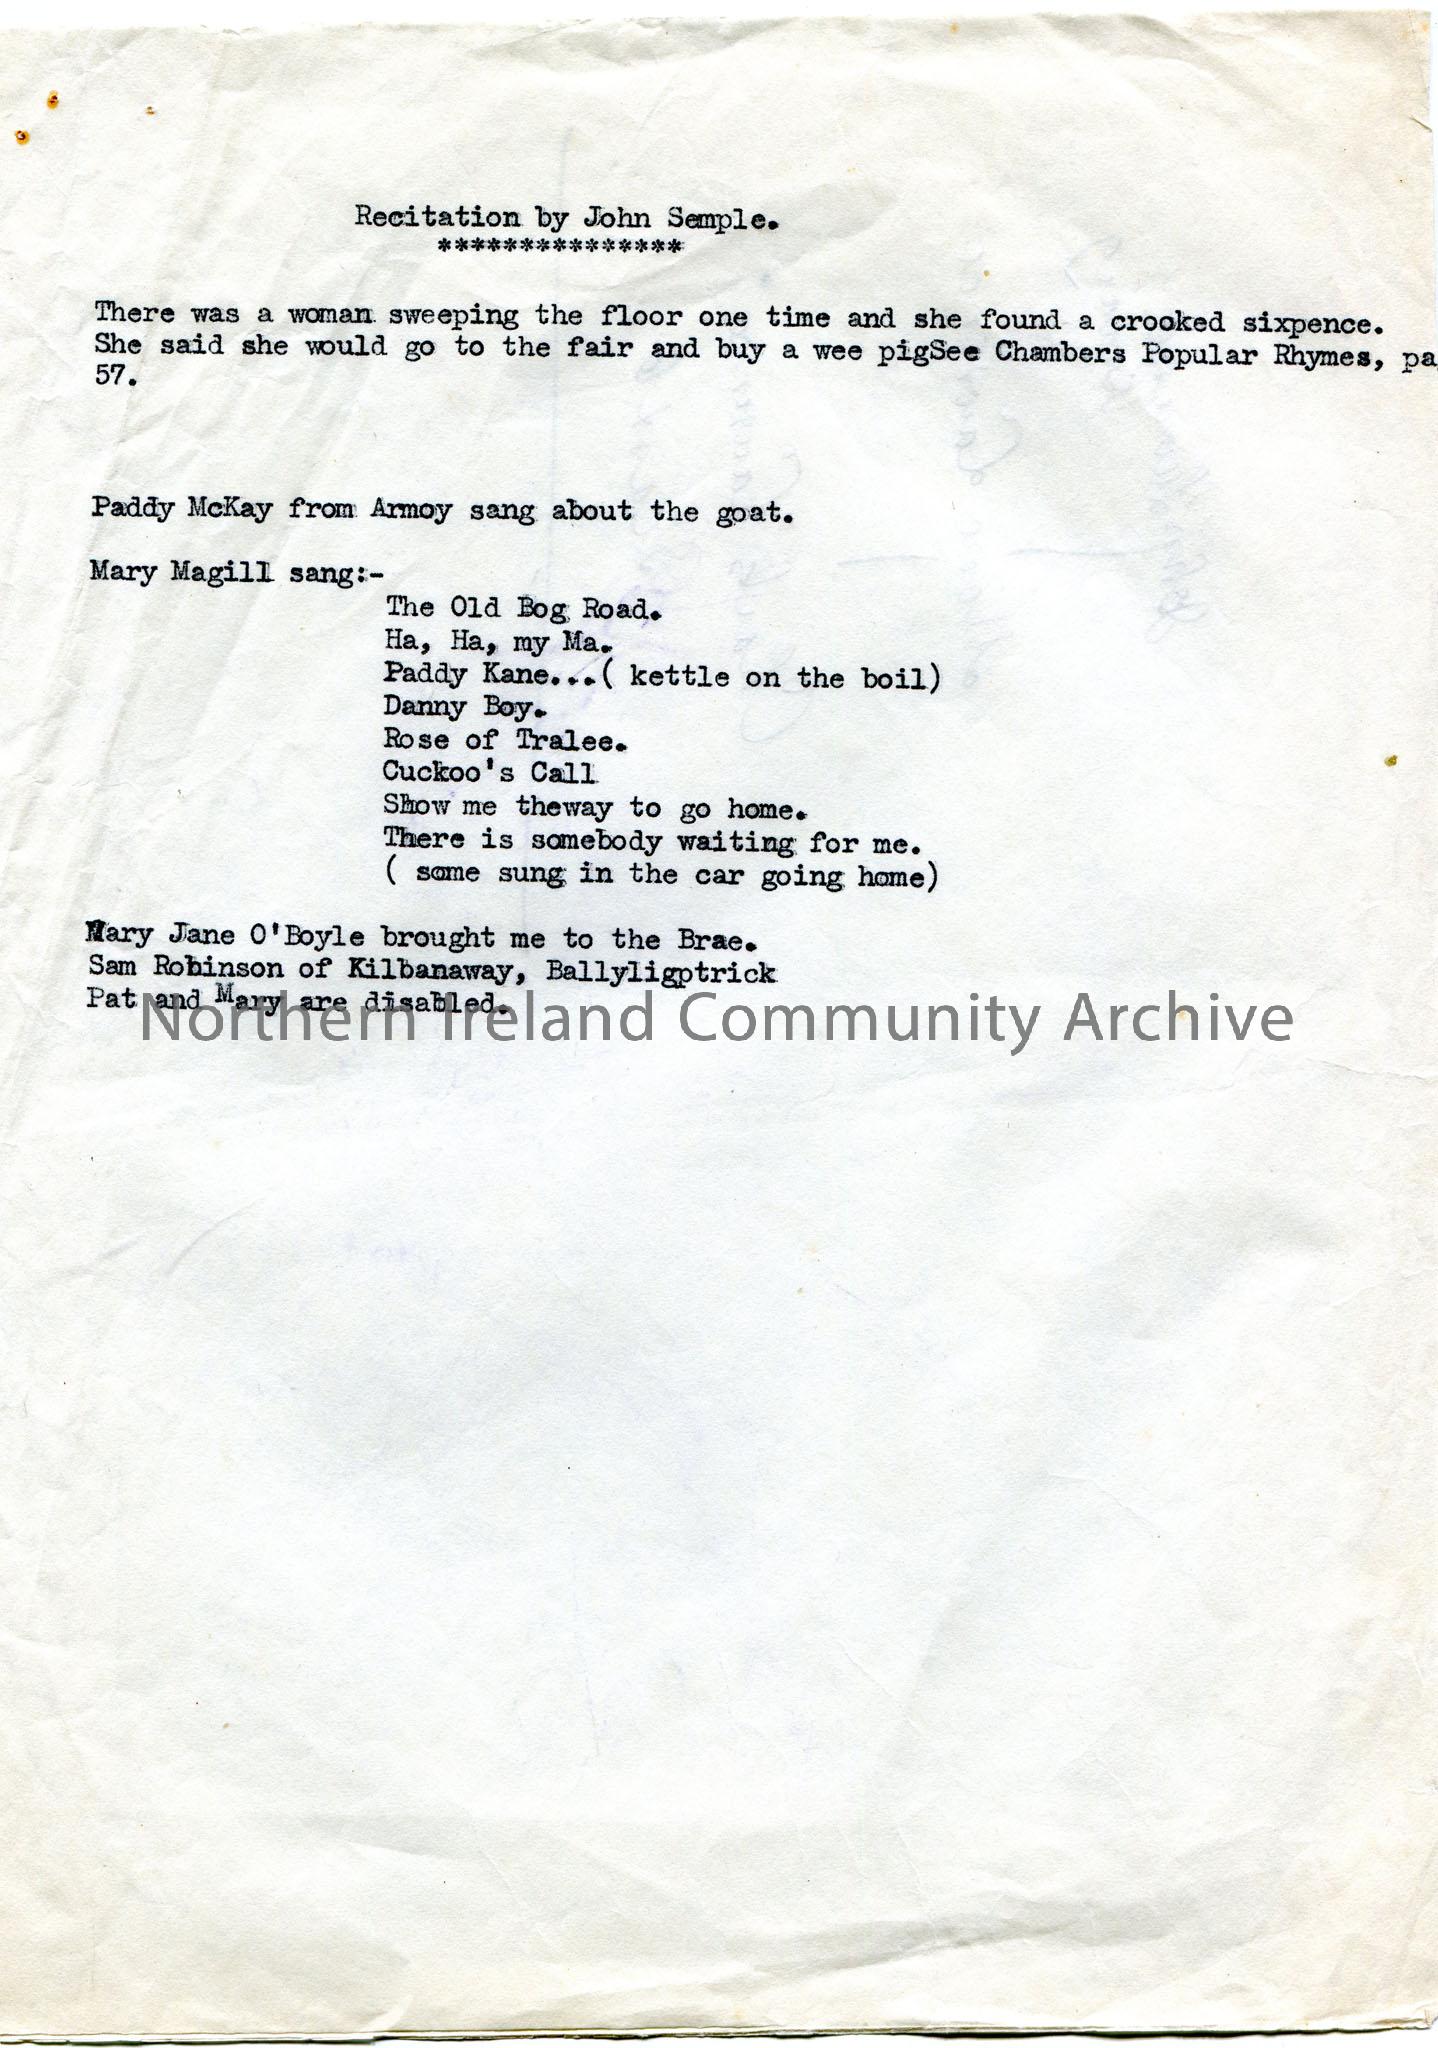 Recitation by John Semple.
***************
There was a woman sweeping the floor one time and she found a crooked sixpence.
She said she would go to the fair and buy a wee pigSee Chambers Popular Rhymes, pa
57.
Paddy McKay from Armoy sang about the goat.
Mary Magill sang:-
The Old Bog Road.
Ha, Ha, my Ma.
Paddy Kane...( kettle on the boil)
Danny Boy.
Rose of Tralee.
Cuckoo's Call
Show me theway to go home.
There is somebody waiting for me.
( some sung in the car going home)
Mary Jane O'Boyle brought me to the Brae.
Sam Robinson of Kilbanaway, Ballyligptrick
Pat and Mary are disabled.
Northern Ireland Community Archive